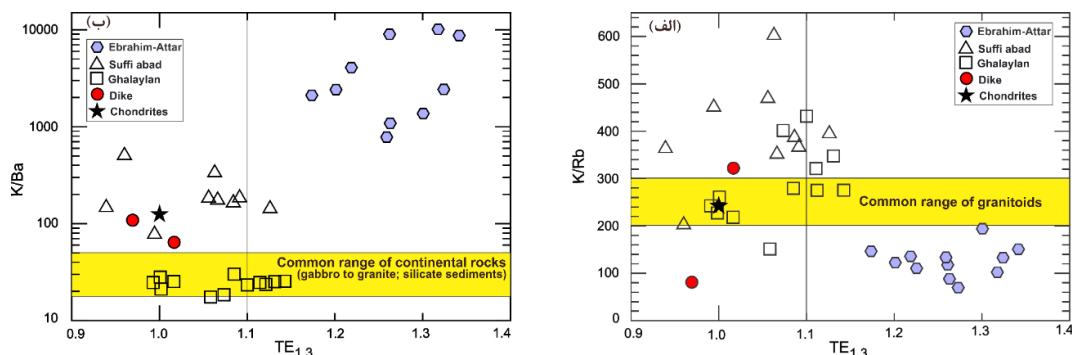 (ب)
10000
1000
100
10
K/Ba
Ebrahim-Attar
Suffi abad
Ghalaylan
Dike
Chondrites
Common range of continental rocks
(gabbro to granite; silicate sediments)
0.9 1.0 1.1 1.2 1.3 1.4
TE1.3
(الف)
600
500
400
300
200
100
0
K/Rb
Ebrahim-Attar
Suffi abad
Ghalaylan
Dike
Chondrites
Common range of granitoids
0.9 1.0 1.1 1.2 1.3 1.4
TE1.3